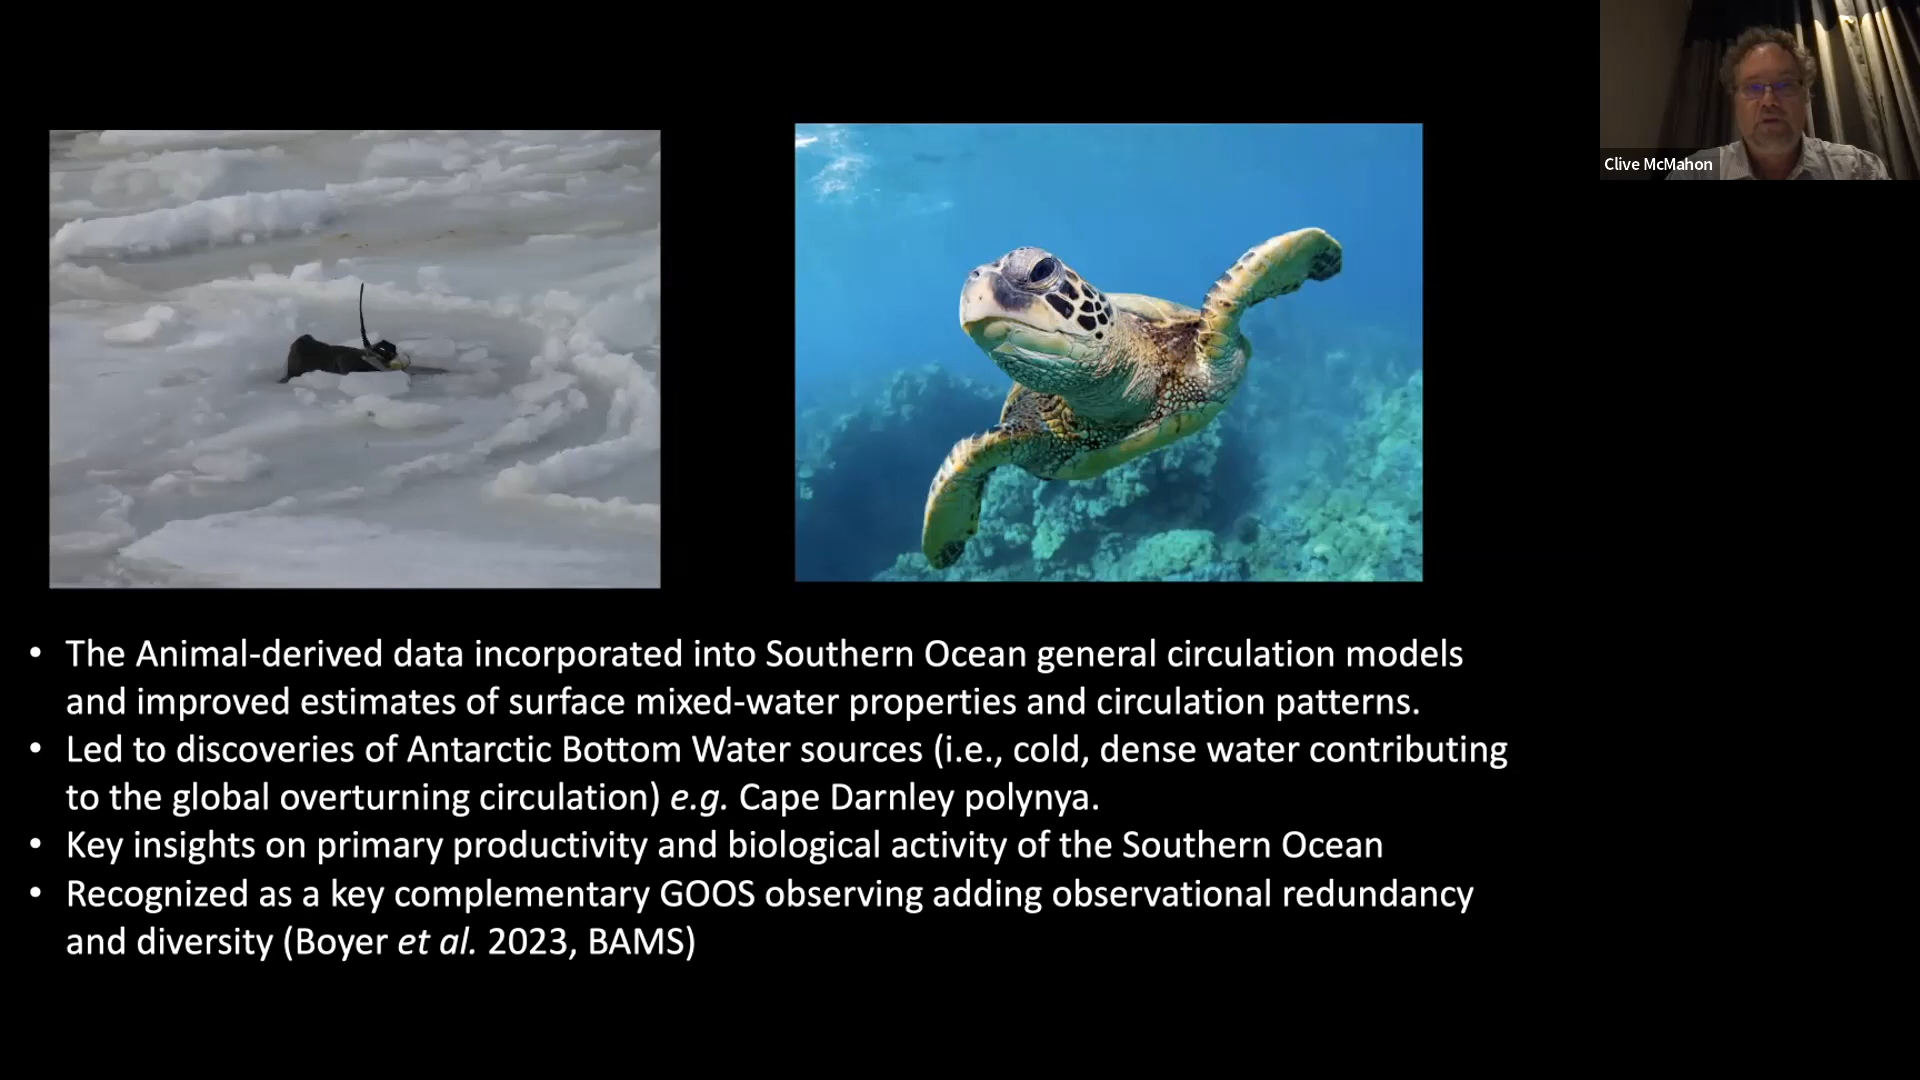 Clive McMahon
• The Animal-derived data incorporated into Southern Ocean general circulation models
and improved estimates of surface mixed-water properties and circulation patterns.
• Led to discoveries of Antarctic Bottom Water sources (i.e., cold, dense water contributing
to the global overturning circulation) e.g. Cape Darnley polynya.
• Key insights on primary productivity and biological activity of the Southern Ocean
• Recognized as a key complementary GOOS observing adding observational redundancy
and diversity (Boyer et al. 2023, BAMS)